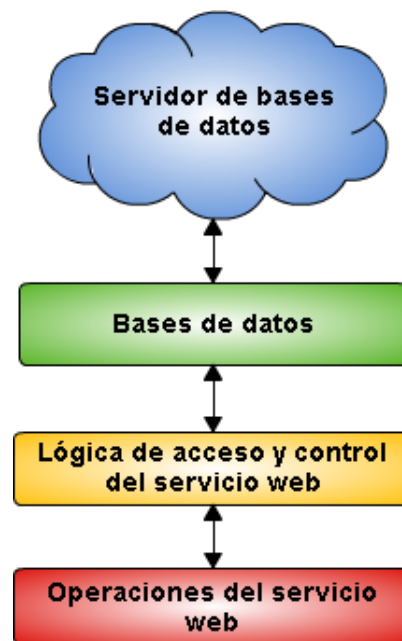 Servidor de bases
de datos
Bases de datos
Lógica de acceso y control
del servicio web
Operaciones del servicio
web